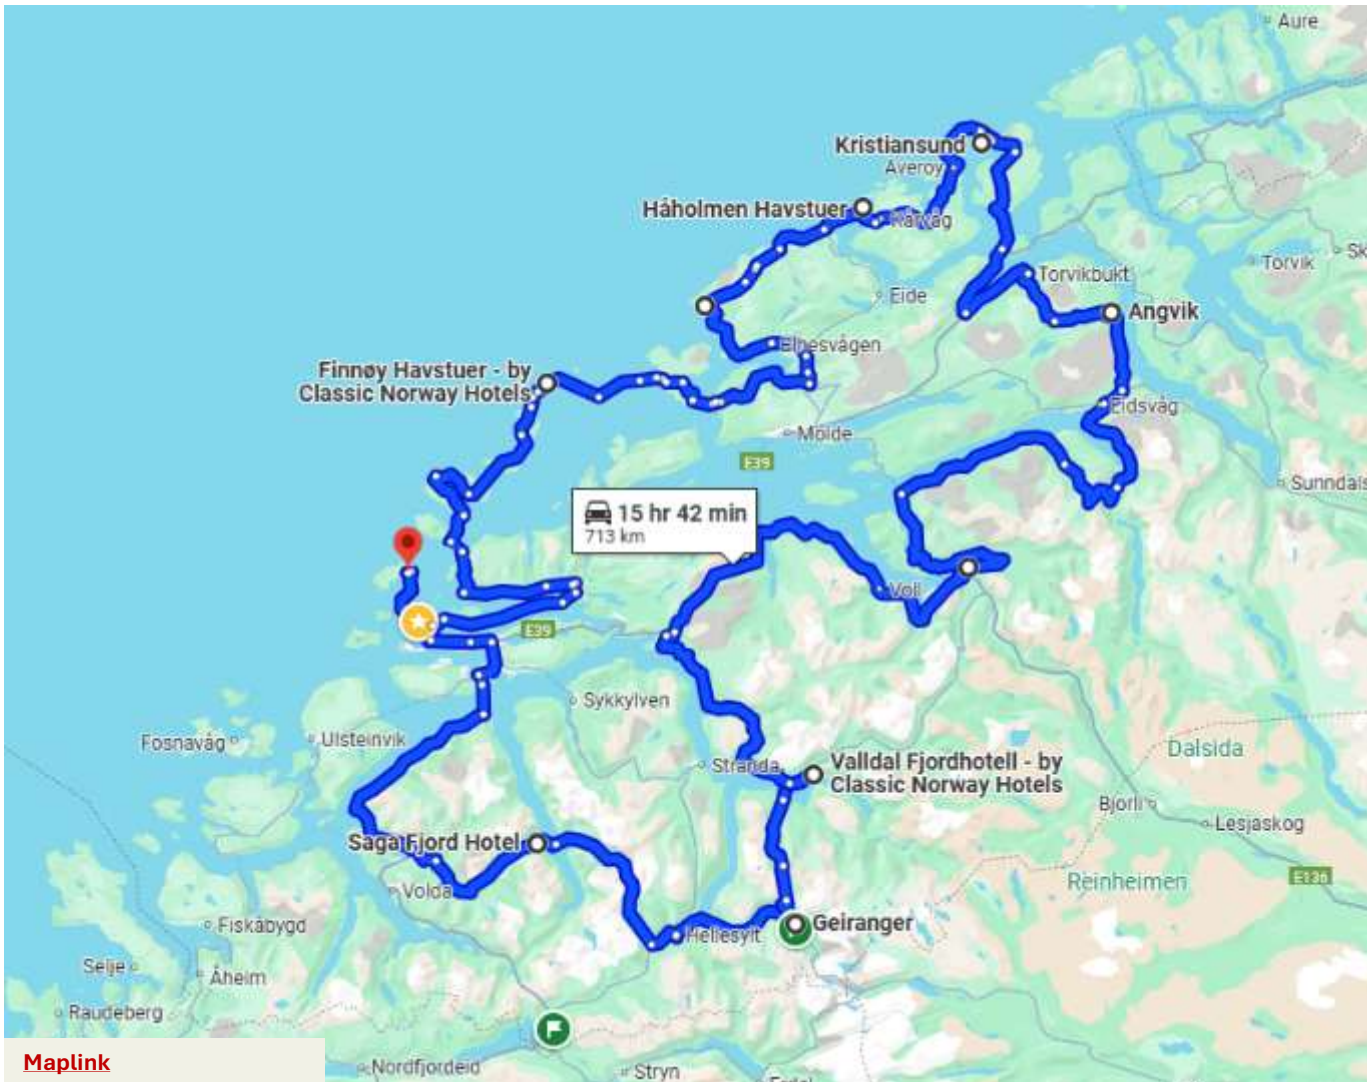 Aure
Kristiansund
Averøy
Håholmen Havstuer
Kårvåg
Torvik
Sk
Torvikbukt
Eide
Angvik
Elnesvågen
Finnøy Havstuer - by
Classic Norway Hotels
Eidsvåg
Molde
E39
Sunndals
15 hr 42 min
713 km
Voll
E39
Sykkylven
Fosnavåg
Ulsteinvik
Dalsida
Stranda
Valldal Fjordhotell - by
Classic Norway Hotels
Bjorli
Lesjaskog
Saga Fjord Hotel
Reinheimen
E136
Volda
Fiskåbygd
Geiranger
Hellesylt
Selje
Åheim
Raudeberg
Maplink
Nordfjordeid
Stryn